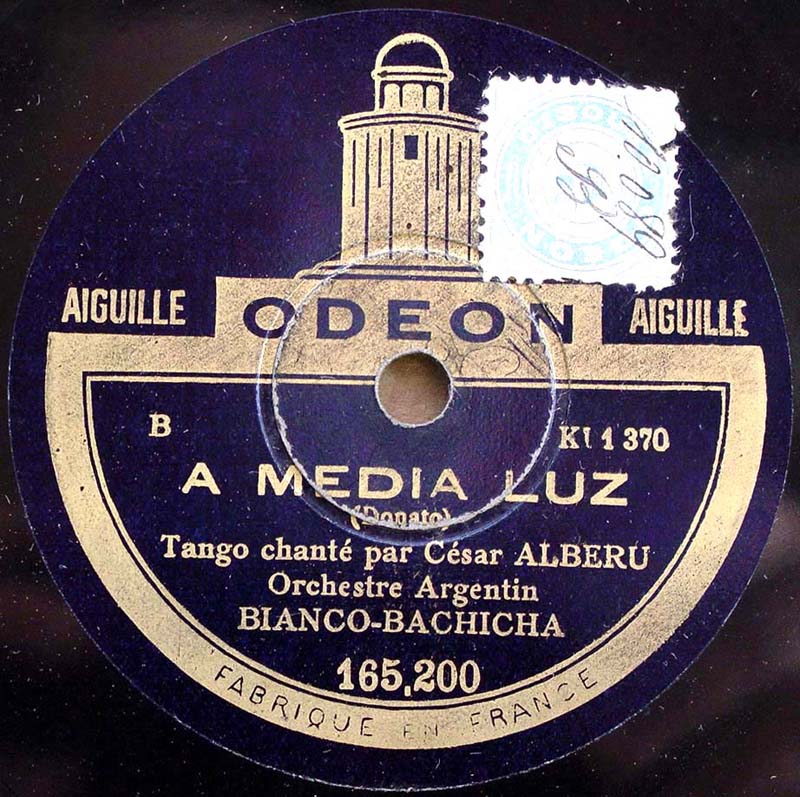 AIGUILLE ODEON AIGUILLE
B
KI 1 370
A MEDIA LUZ
(Donato)
Tango chanté par César ALBERU
Orchestre Argentin
BIANCO-BACHICHA
165,200
FABRIQUE EN FRANCE